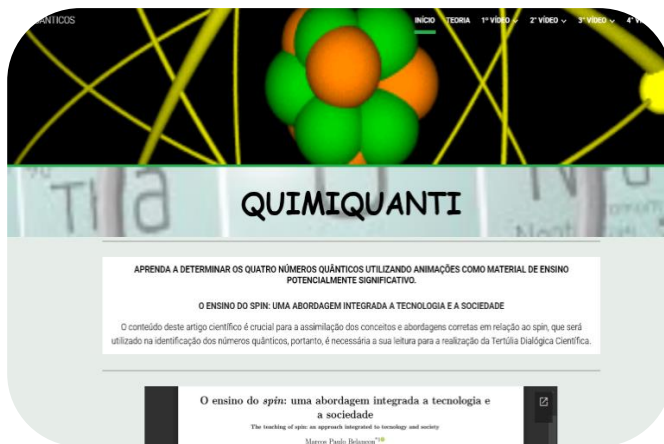 INÍCIO TEORIA 1º VÍDEO 2º VÍDEO 3º VÍDEO
QUIMIQUANTI
APRENDA A DETERMINAR OS QUATRO NÚMEROS QUÂNTICOS UTILIZANDO ANIMAÇÕES COMO MATERIAL DE ENSINO
POTENCIALMENTE SIGNIFICATIVO.
O ENSINO DO SPIN: UMA ABORDAGEM INTEGRADA A TECNOLOGIA E A SOCIEDADE
O conteúdo deste artigo científico é crucial para a assimilação dos conceitos e abordagens corretas em relação ao spin, que será
utilizado na identificação dos números quânticos, portanto, é necessária a sua leitura para a realização da Tertúlia Dialógica Científica.
O ensino do spin: uma abordagem integrada a tecnologia e
a sociedade
The teaching of spin: an approach integrated to tecnology and society